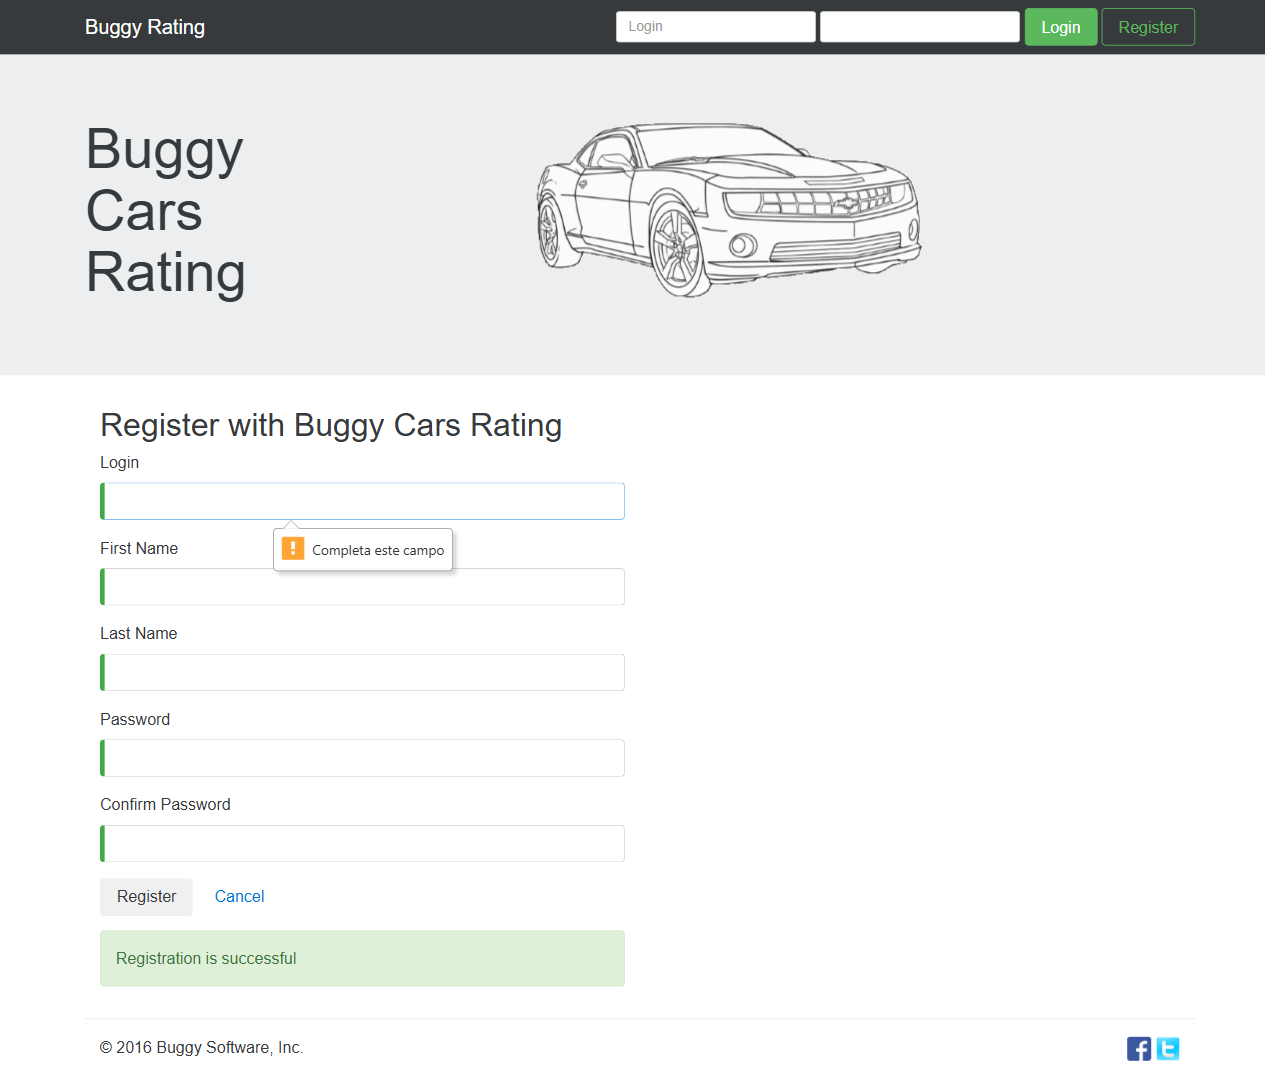 Buggy Rating
Login
Login
Register
Buggy
Cars
Rating
Register with Buggy Cars Rating
Login
Completa este campo
First Name
Last Name
Password
Confirm Password
Register
Cancel
Registration is successful
© 2016 Buggy Software, Inc.